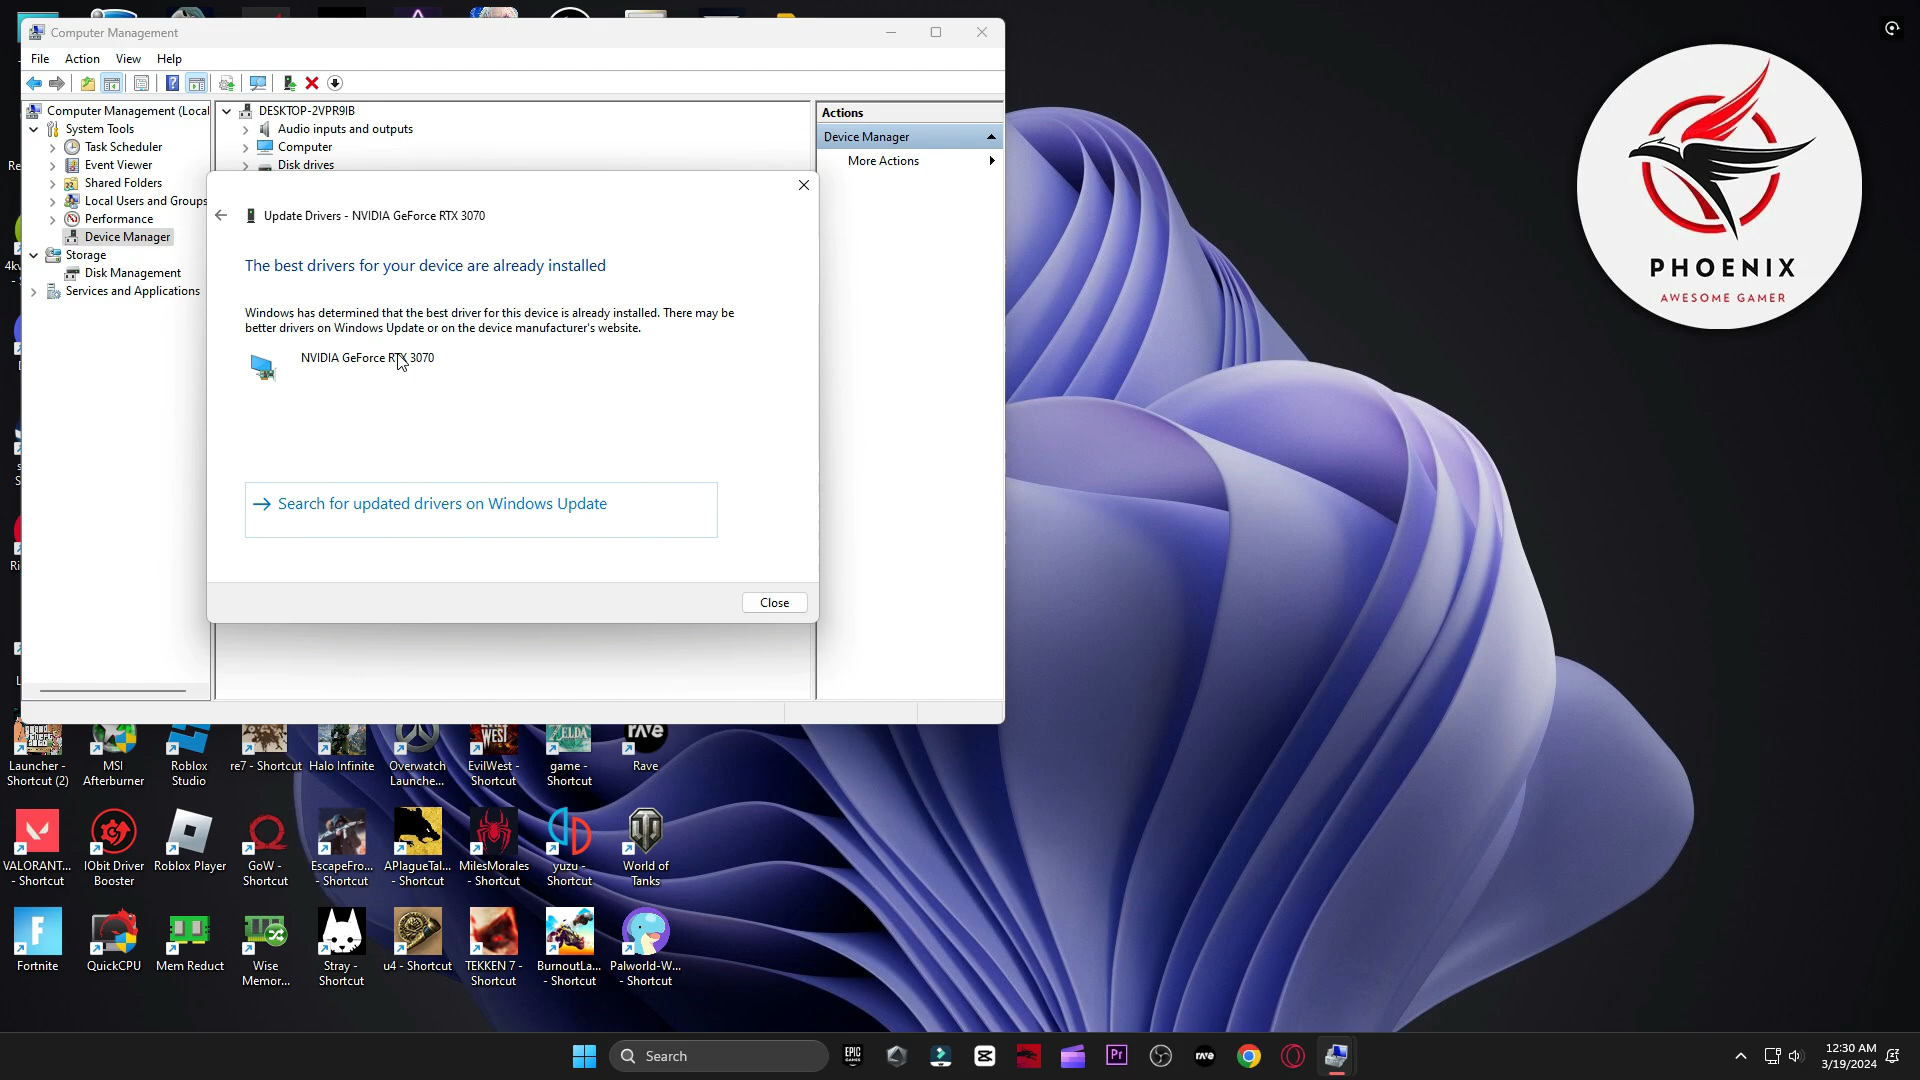 Computer Management
File Action View Help
Computer Management (Local
System Tools
Task Scheduler
Event Viewer
Shared Folders
Local Users and Groups
Performance
Device Manager
Storage
Disk Management
Services and Applications
DESKTOP-2VPR9IB
Audio inputs and outputs
Computer
Disk drives
Actions
Device Manager
More Actions
Update Drivers - NVIDIA GeForce RTX 3070
The best drivers for your device are already installed
Windows has determined that the best driver for this device is already installed. There may be
better drivers on Windows Update or on the device manufacturer's website.
NVIDIA GeForce RTX 3070
Search for updated drivers on Windows Update
Close
PHOENIX
AWESOME GAMER
Launcher -
Shortcut (2)
MSI
Afterburner
Roblox
Studio
re7 - Shortcut
Halo Infinite
Overwatch
Launche...
EvilWest -
Shortcut
game -
Shortcut
Rave
VALORANT...
- Shortcut
IObit Driver
Booster
Roblox Player
GoW -
Shortcut
EscapeFro...
- Shortcut
APlagueTal...
- Shortcut
MilesMorales
- Shortcut
yuzu -
Shortcut
World of
Tanks
Fortnite
QuickCPU
Mem Reduct
Wise
Memor...
Stray -
Shortcut
u4 - Shortcut
TEKKEN 7 -
Shortcut
BurnoutLa...
- Shortcut
Palworld-W...
- Shortcut
Search
EPIC
GAMES
Pr
rave
12:30 AM
3/19/2024